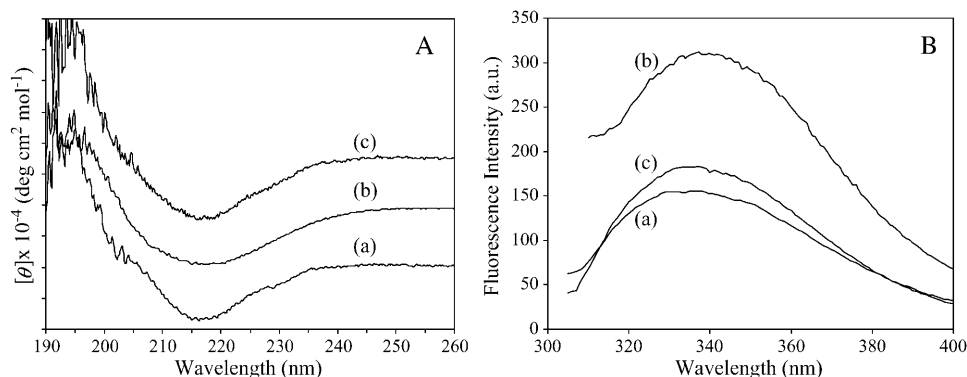 A
[θ]x 10-4 (deg cm2 mol-1)
(c)
(b)
(a)
190 200 210 220 230 240 250 260
Wavelength (nm)
B
Fluorescence Intensity (a.u.)
350
300
250
200
150
100
50
0
(b)
(c)
(a)
300 320 340 360 380 400
Wavelength (nm)